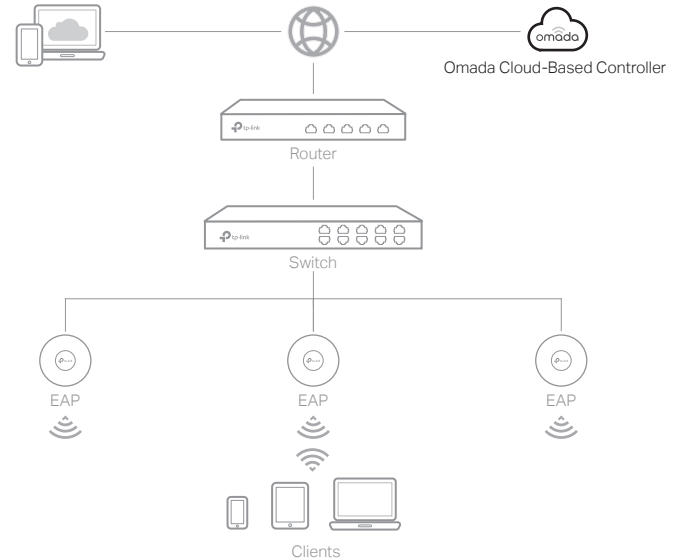 omada
Omada Cloud-Based Controller
tp-link
Router
tp-link
Switch
EAP
EAP
EAP
Clients